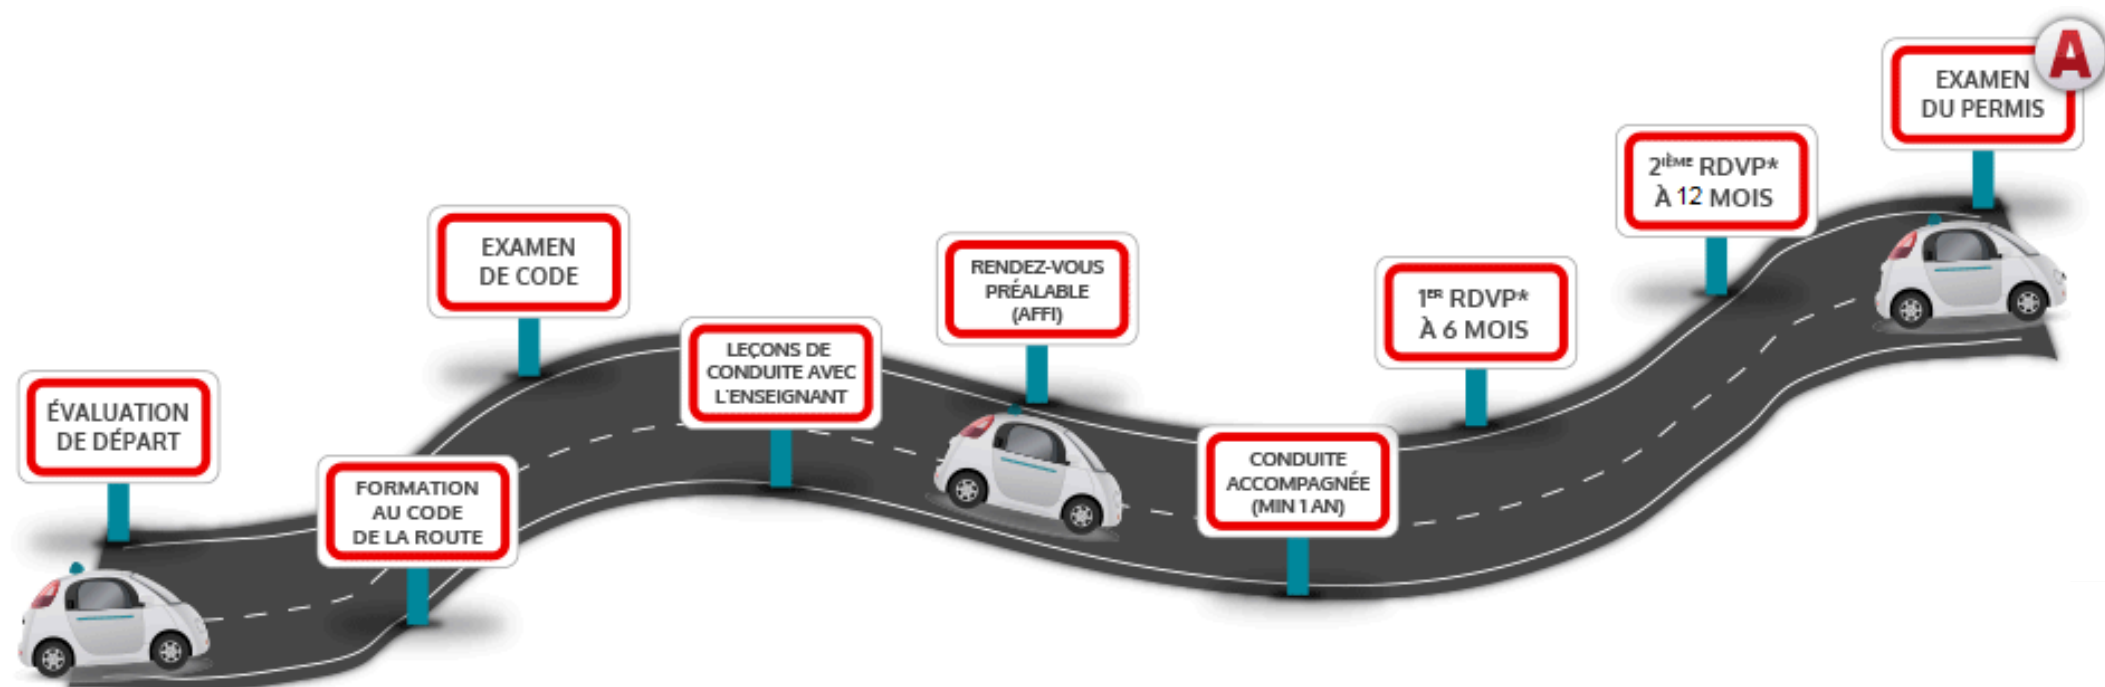 ÉVALUATION
DE DÉPART
FORMATION
AU CODE
DE LA ROUTE
EXAMEN
DE CODE
LEÇONS DE
CONDUITE AVEC
L'ENSEIGNANT
RENDEZ-VOUS
PRÉALABLE
(AFFI)
CONDUITE
ACCOMPAGNÉE
(MIN 1 AN)
1ER RDVP*
À 6 MOIS
2IÈME RDVP*
À 12 MOIS
EXAMEN
DU PERMIS
A